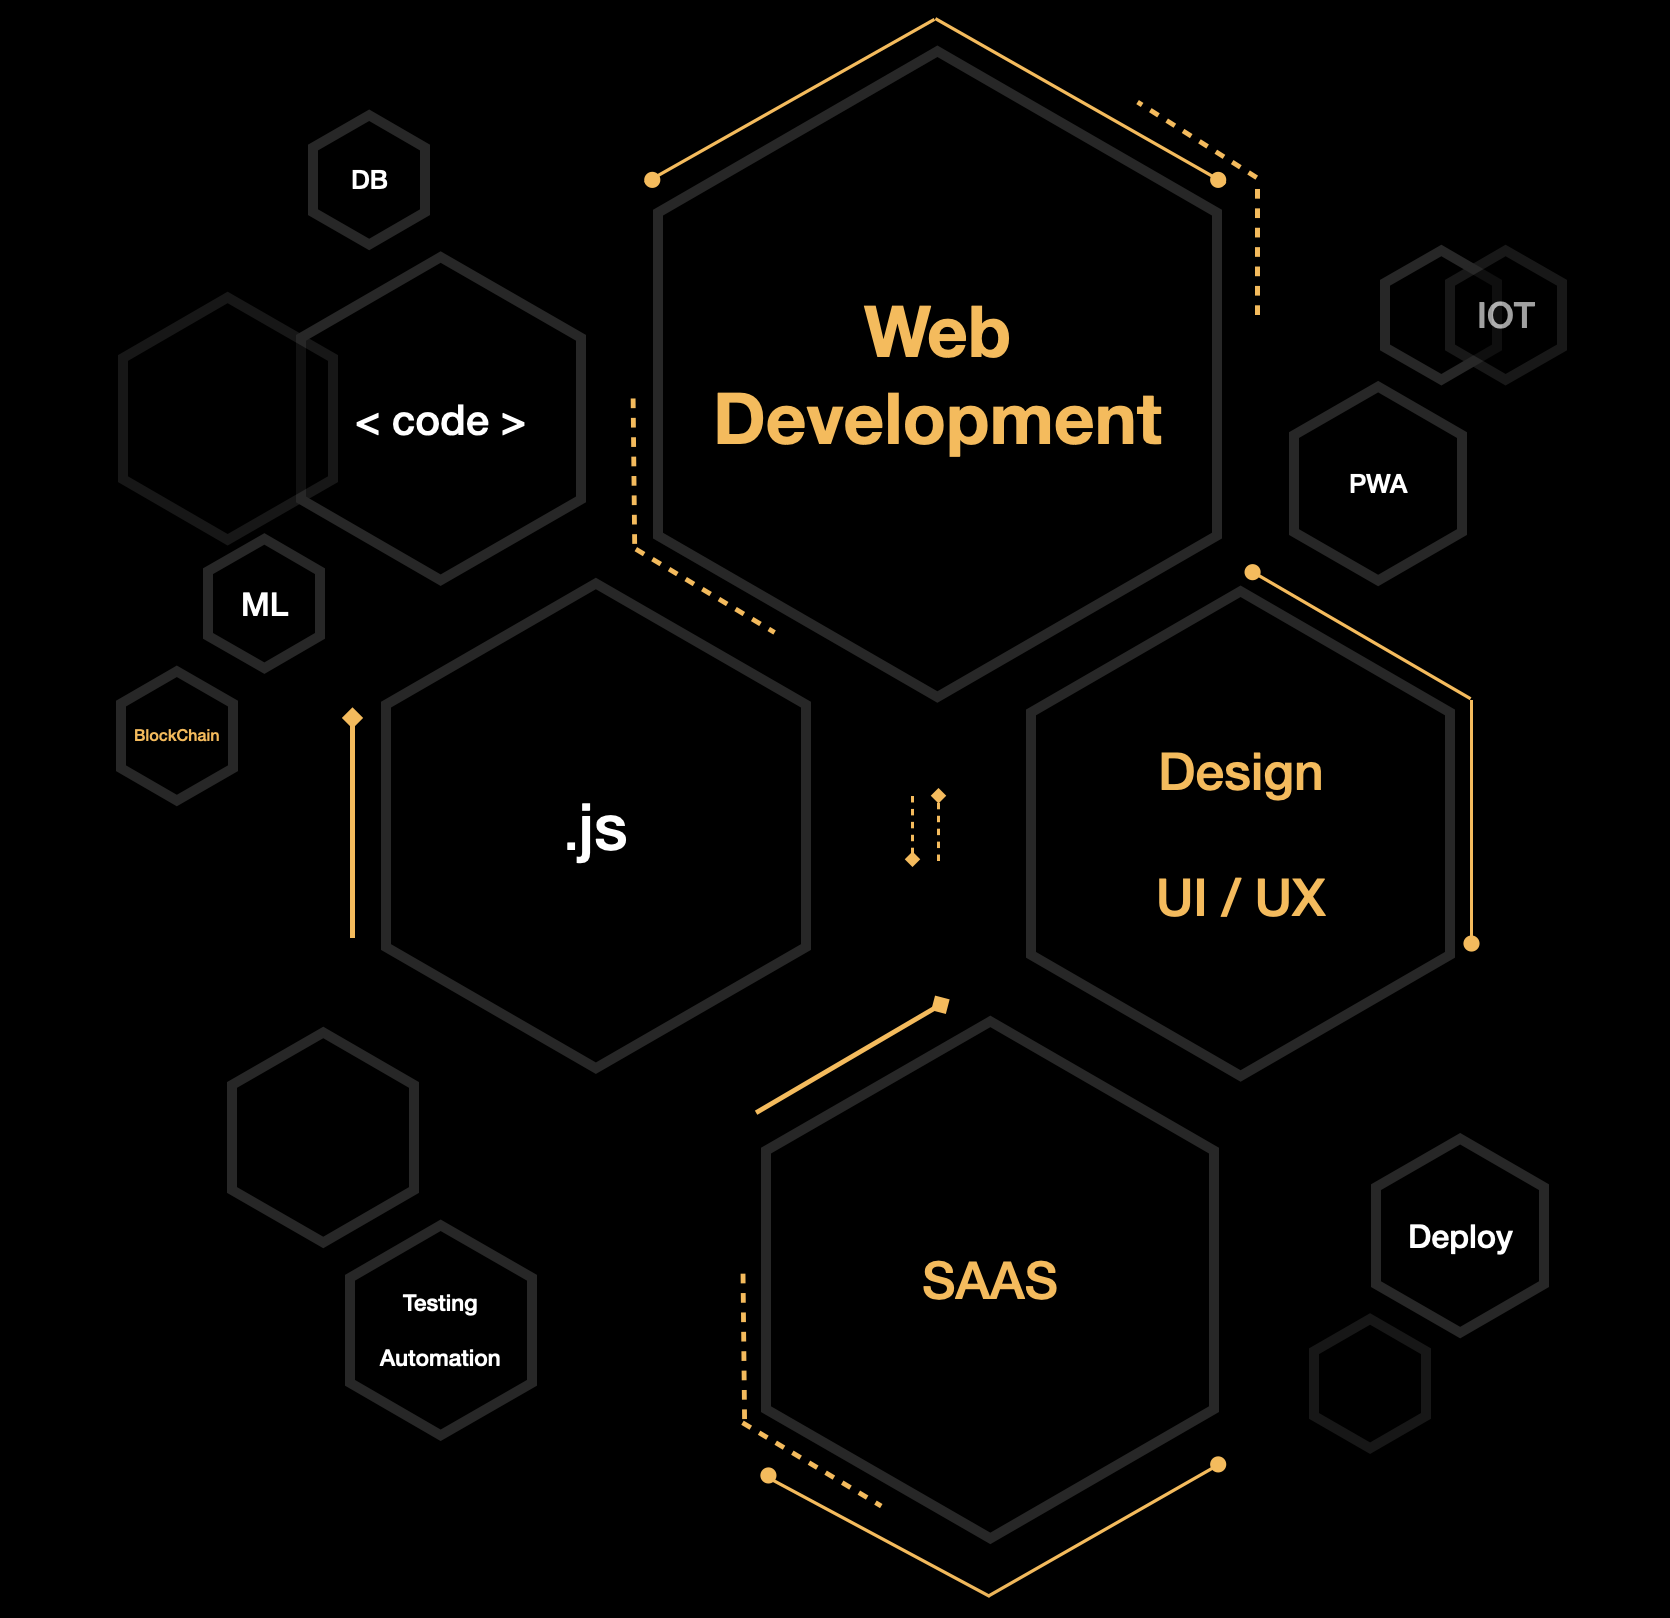 DB
Web
Development
IOT
< code >
PWA
ML
BlockChain
.js
Design
UI / UX
SAAS
Deploy
Testing
Automation